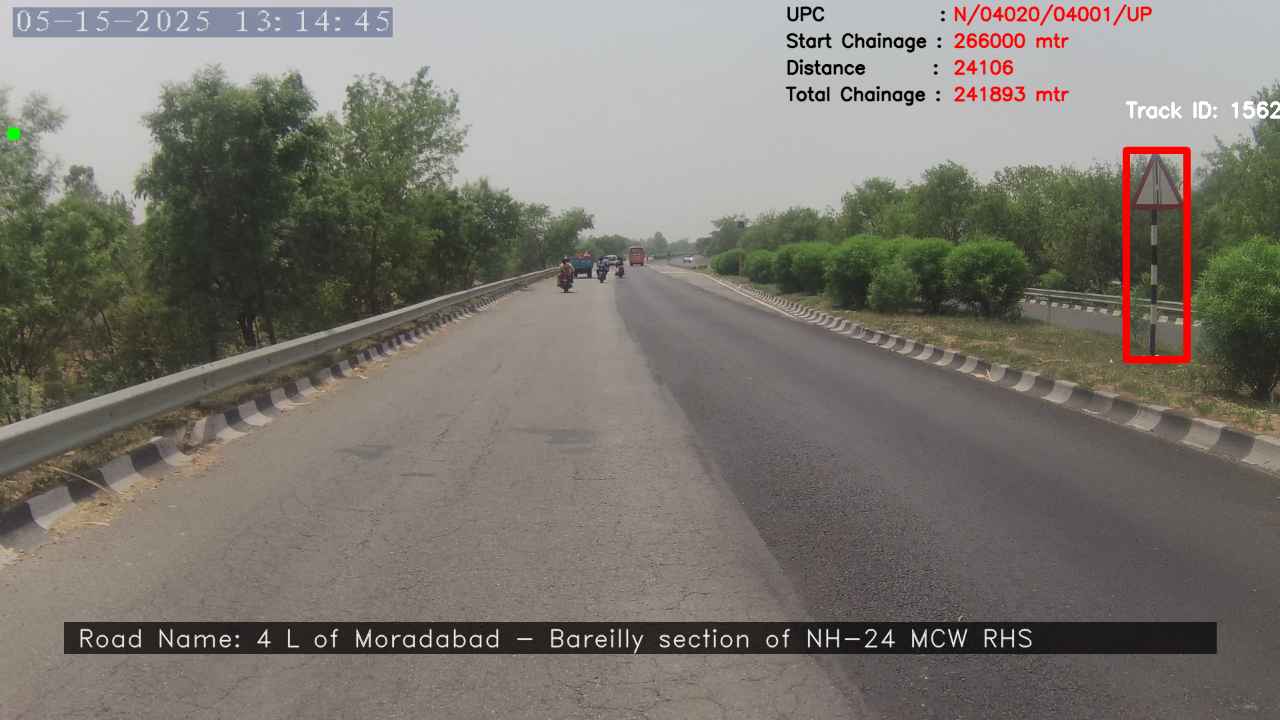 05-15-2025 13:14:45
UPC : N/04020/04001/UP
Start Chainage : 266000 mtr
Distance : 24106
Total Chainage : 241893 mtr
Track ID: 1562
Road Name: 4 L of Moradabad - Bareilly section of NH-24 MCW RHS